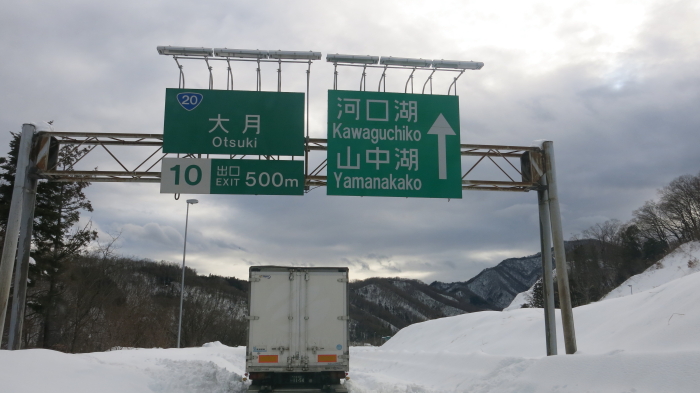 20
大月
Otsuki
10
出口
EXIT 500m
河口湖
Kawaguchiko
山中湖
Yamanakako